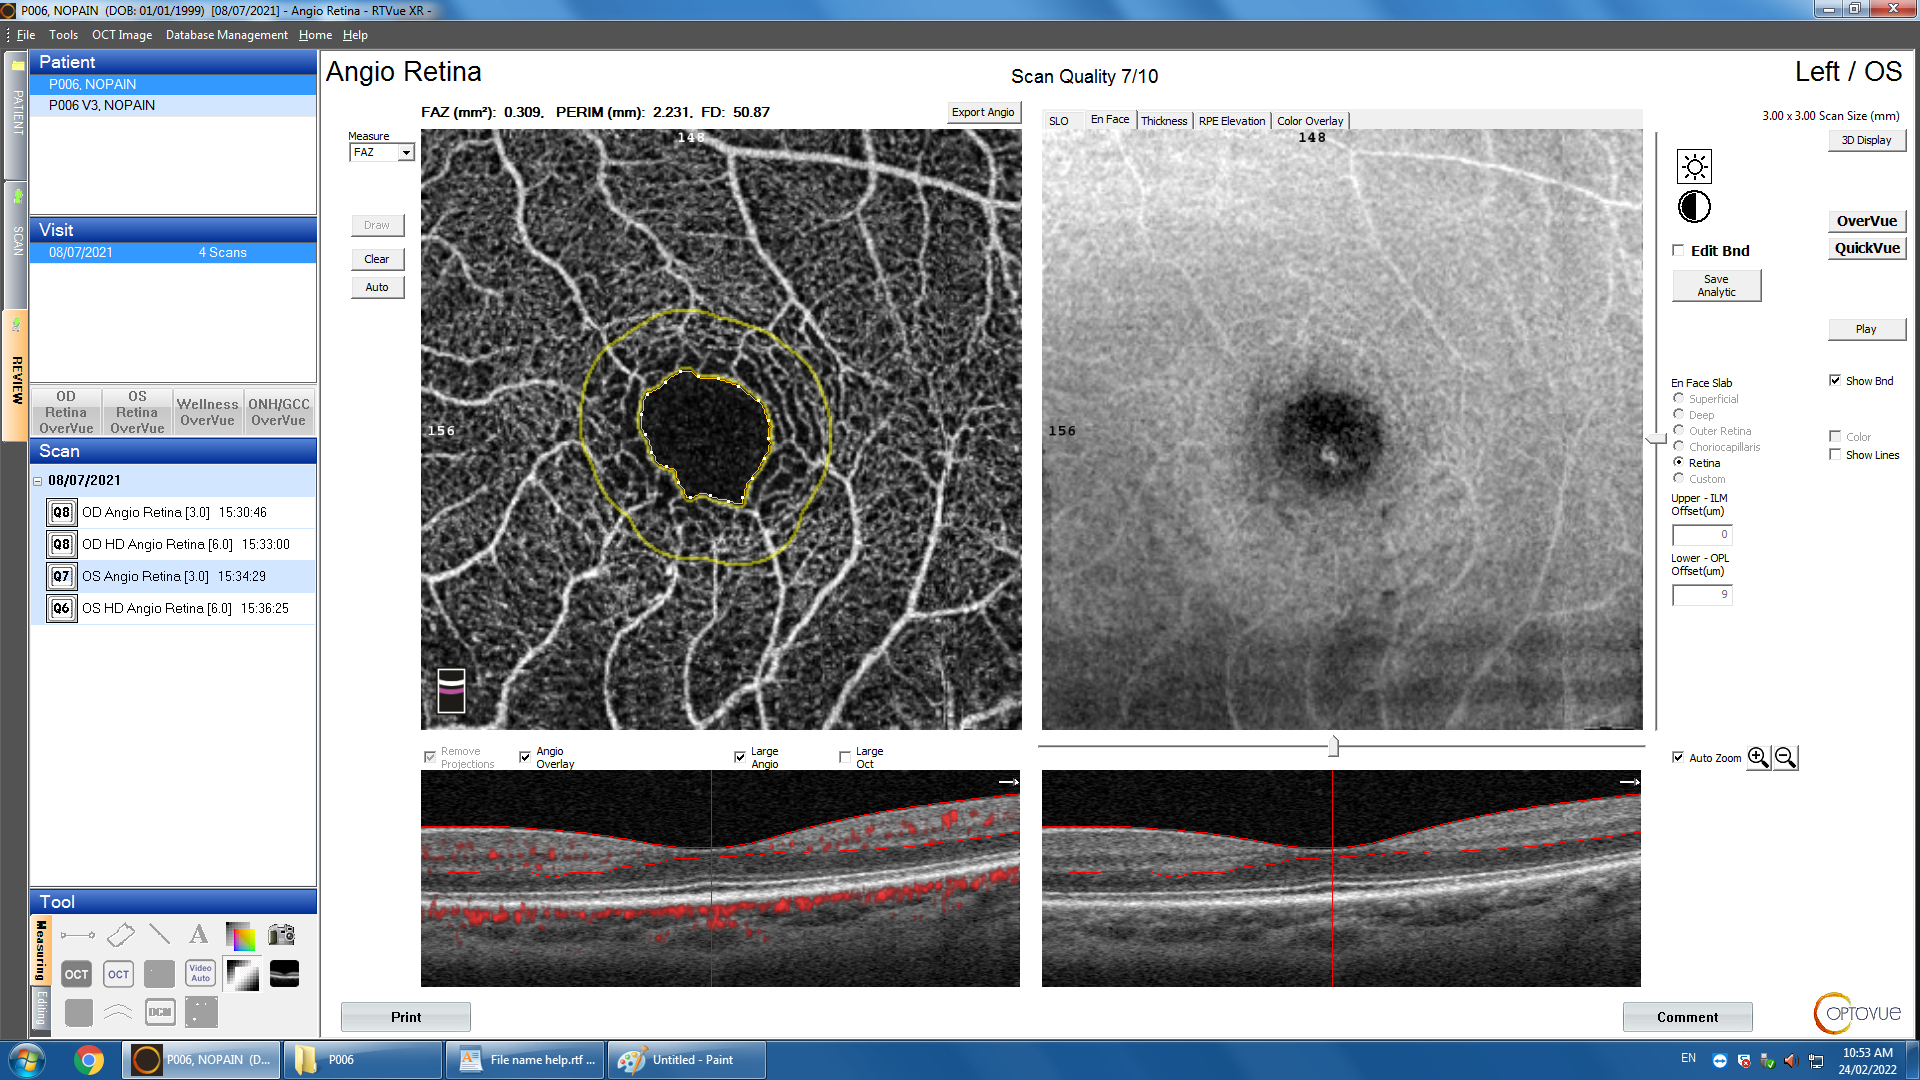 P006, NOPAIN  (DOB: 01/01/1999)  [08/07/2021] - Angio Retina - RTVue XR -
File Tools OCT Image Database Management Home Help
PATIENT
SCAN
REVIEW
Patient
P006, NOPAIN
P006 V3, NOPAIN
Visit
08/07/2021 4 Scans
OD Retina OverVue
OS Retina OverVue
Wellness OverVue
ONH/GCC OverVue
Scan
08/07/2021
Q8 OD Angio Retina [3.0] 15:30:46
Q8 OD HD Angio Retina [6.0] 15:33:00
Q7 OS Angio Retina [3.0] 15:34:29
Q6 OS HD Angio Retina [6.0] 15:36:25
Tool
Measuring
Editing
A
OCT
OCT
Video Auto
DCM
Angio Retina
Scan Quality 7/10
Left / OS
FAZ (mm²): 0.309, PERIM (mm): 2.231, FD: 50.87
Export Angio
Measure
FAZ
Draw
Clear
Auto
148
156
SLO En Face Thickness RPE Elevation Color Overlay
148
156
3.00 x 3.00 Scan Size (mm)
3D Display
OverVue
QuickVue
Edit Bnd
Save Analytic
Play
En Face Slab
Superficial
Deep
Outer Retina
Choriocapillaris
Retina
Custom
Show Bnd
Color
Show Lines
Upper - ILM
Offset(um)
0
Lower - OPL
Offset(um)
9
Remove Projections
Angio Overlay
Large Angio
Large Oct
Auto Zoom
Print
Comment
OPTOVUE
P006, NOPAIN (D...
P006
File name help.rtf ...
Untitled - Paint
EN
10:53 AM
24/02/2022